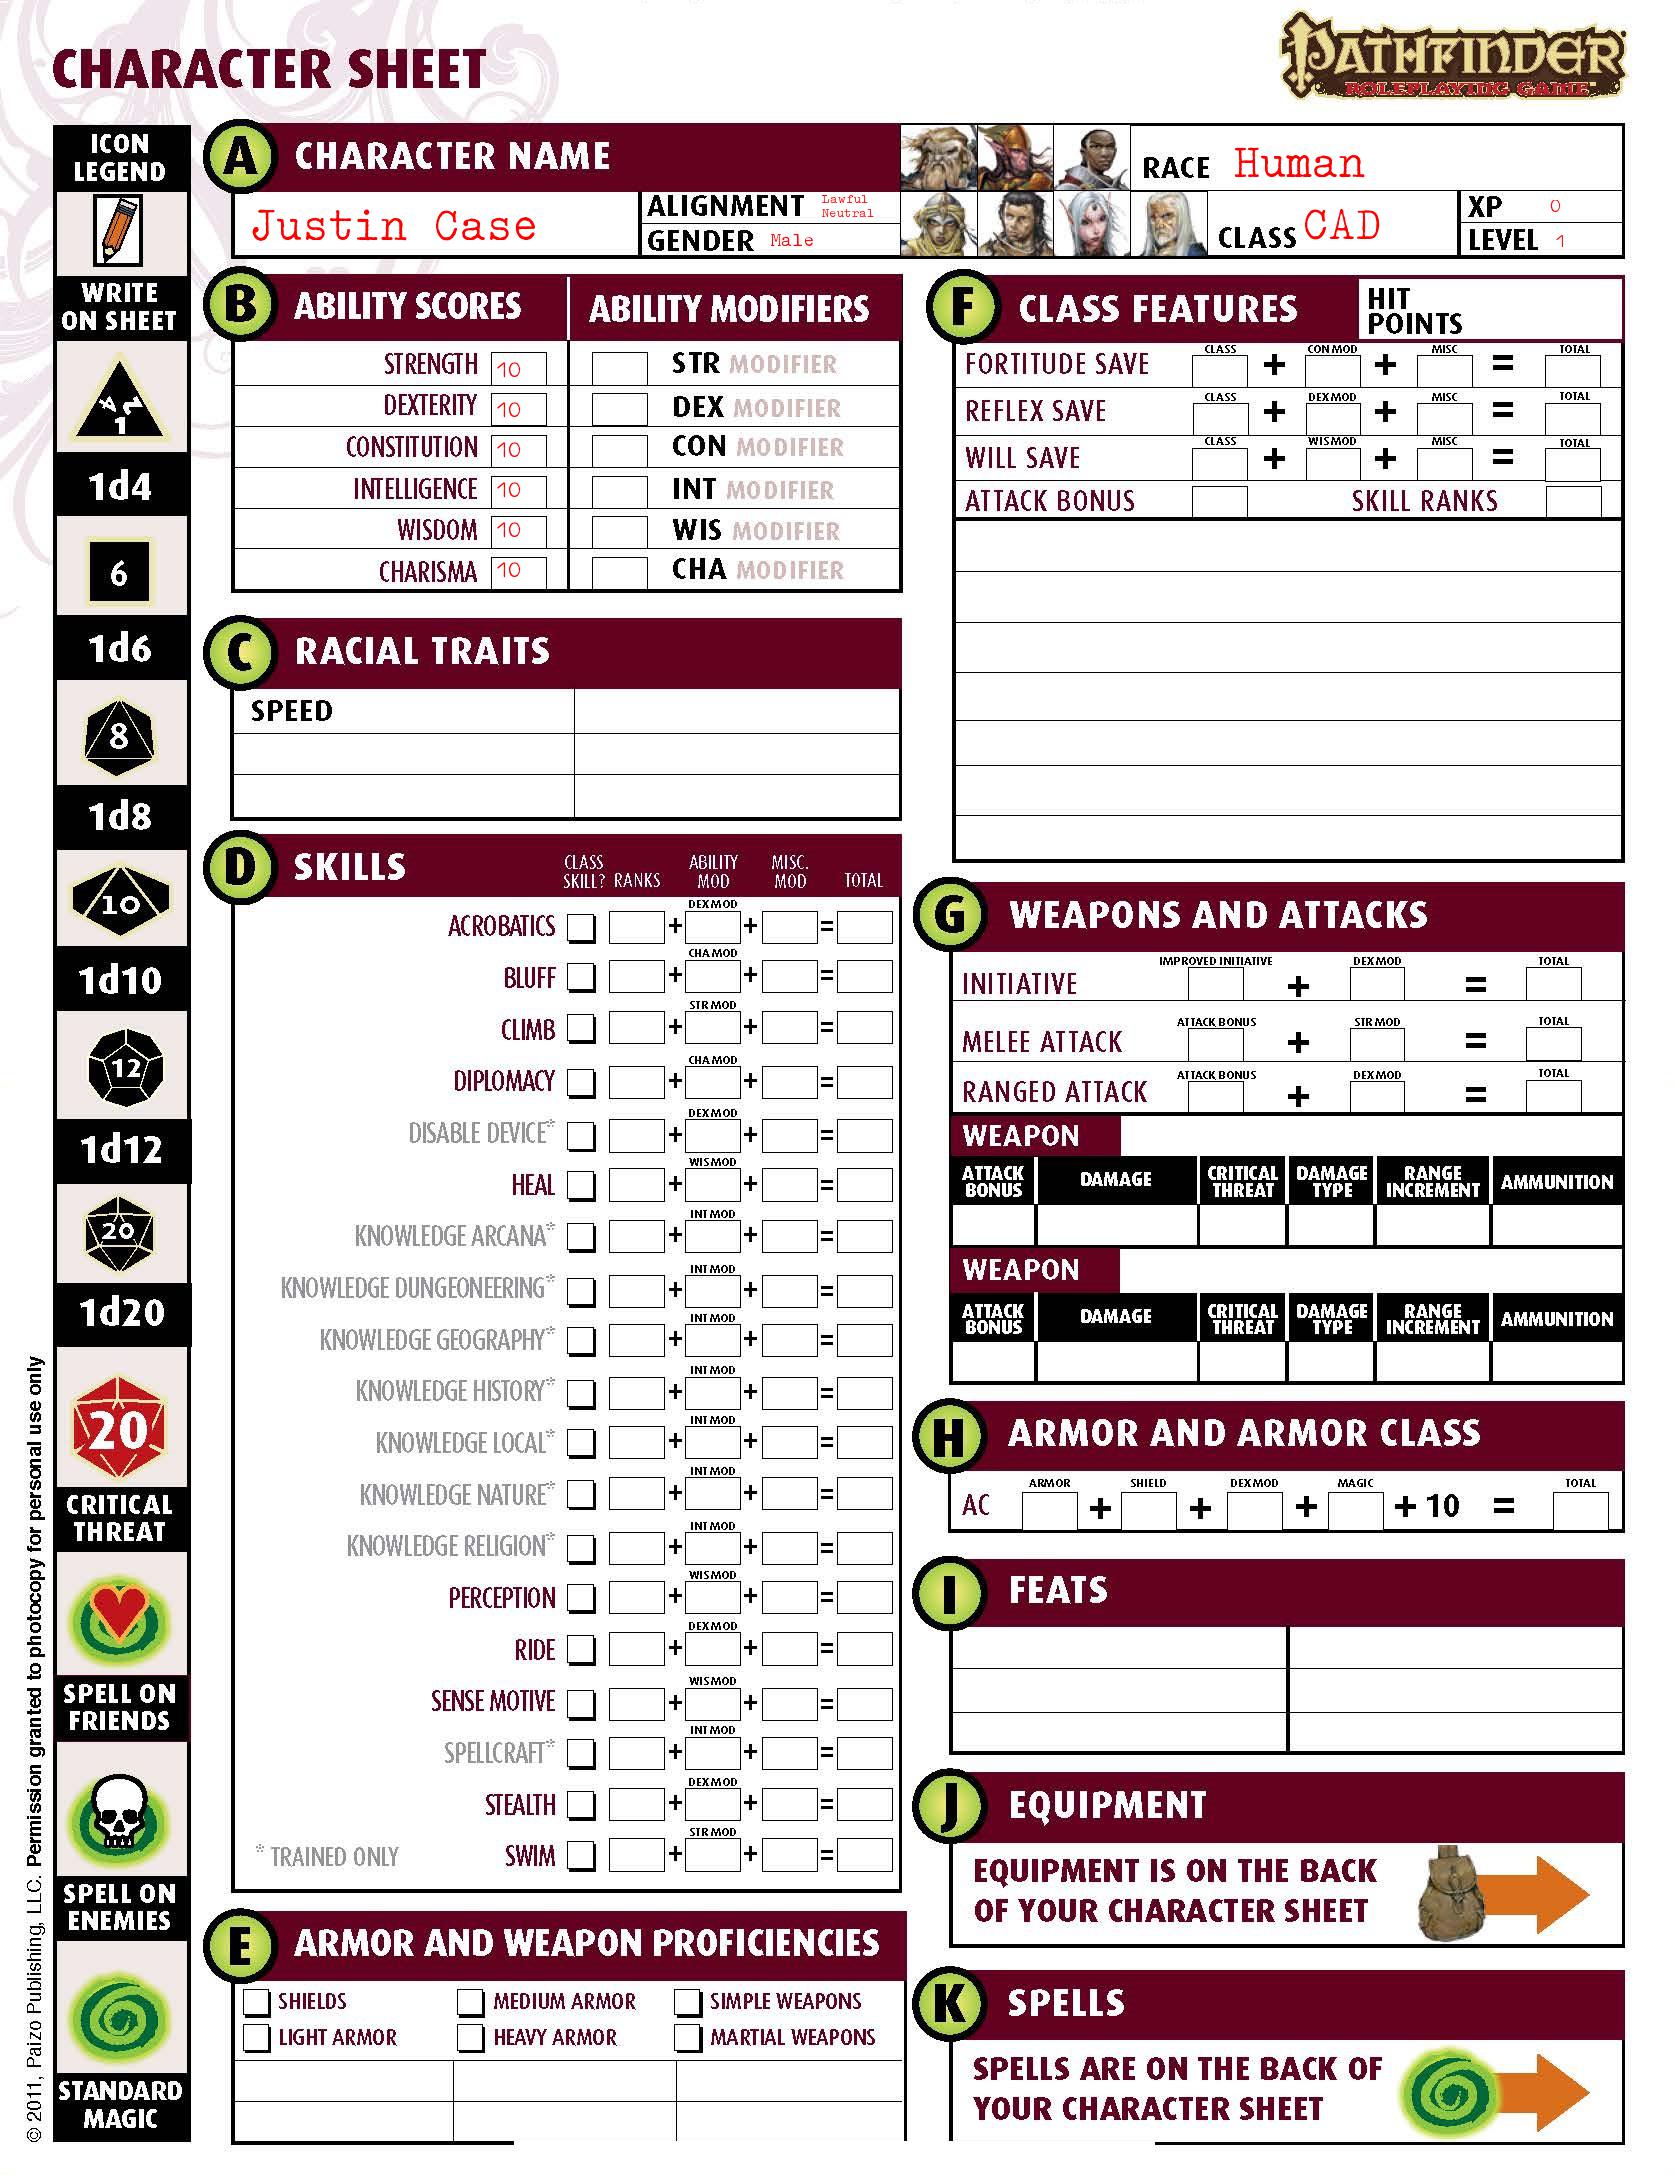 CHARACTER SHEET
PATHFINDER
ROLEPLAYING GAME
ICON
LEGEND
WRITE
ON SHEET
4 2
1
1d4
6
1d6
8
1d8
10
1d10
12
1d12
20
1d20
20
CRITICAL
THREAT
SPELL ON
FRIENDS
SPELL ON
ENEMIES
STANDARD
MAGIC
© 2011, Paizo Publishing, LLC. Permission granted to photocopy for personal use only
A CHARACTER NAME
Justin Case
ALIGNMENT Lawful
Neutral
GENDER Male
RACE Human
CLASS CAD
XP 0
LEVEL 1
B ABILITY SCORES ABILITY MODIFIERS
STRENGTH 10 STR MODIFIER
DEXTERITY 10 DEX MODIFIER
CONSTITUTION 10 CON MODIFIER
INTELLIGENCE 10 INT MODIFIER
WISDOM 10 WIS MODIFIER
CHARISMA 10 CHA MODIFIER
C RACIAL TRAITS
SPEED
D SKILLS
CLASS
SKILL? RANKS ABILITY
MOD MISC.
MOD TOTAL
DEX MOD
ACROBATICS + + =
CHA MOD
BLUFF + + =
STR MOD
CLIMB + + =
CHA MOD
DIPLOMACY + + =
DEX MOD
DISABLE DEVICE* + + =
WIS MOD
HEAL + + =
INT MOD
KNOWLEDGE ARCANA* + + =
INT MOD
KNOWLEDGE DUNGEONEERING* + + =
INT MOD
KNOWLEDGE GEOGRAPHY* + + =
INT MOD
KNOWLEDGE HISTORY* + + =
INT MOD
KNOWLEDGE LOCAL* + + =
INT MOD
KNOWLEDGE NATURE* + + =
INT MOD
KNOWLEDGE RELIGION* + + =
WIS MOD
PERCEPTION + + =
DEX MOD
RIDE + + =
WIS MOD
SENSE MOTIVE + + =
INT MOD
SPELLCRAFT* + + =
DEX MOD
STEALTH + + =
STR MOD
* TRAINED ONLY SWIM + + =
E ARMOR AND WEAPON PROFICIENCIES
SHIELDS MEDIUM ARMOR SIMPLE WEAPONS
LIGHT ARMOR HEAVY ARMOR MARTIAL WEAPONS
F CLASS FEATURES HIT
POINTS
CLASS CON MOD MISC TOTAL
FORTITUDE SAVE + + =
CLASS DEX MOD MISC TOTAL
REFLEX SAVE + + =
CLASS WIS MOD MISC TOTAL
WILL SAVE + + =
ATTACK BONUS SKILL RANKS
G WEAPONS AND ATTACKS
IMPROVED INITIATIVE DEX MOD TOTAL
INITIATIVE + =
ATTACK BONUS STR MOD TOTAL
MELEE ATTACK + =
ATTACK BONUS DEX MOD TOTAL
RANGED ATTACK + =
WEAPON
ATTACK
BONUS DAMAGE CRITICAL
THREAT DAMAGE
TYPE RANGE
INCREMENT AMMUNITION
WEAPON
ATTACK
BONUS DAMAGE CRITICAL
THREAT DAMAGE
TYPE RANGE
INCREMENT AMMUNITION
H ARMOR AND ARMOR CLASS
ARMOR SHIELD DEX MOD MAGIC TOTAL
AC + + + + 10 =
I FEATS
J EQUIPMENT
EQUIPMENT IS ON THE BACK
OF YOUR CHARACTER SHEET
K SPELLS
SPELLS ARE ON THE BACK OF
YOUR CHARACTER SHEET